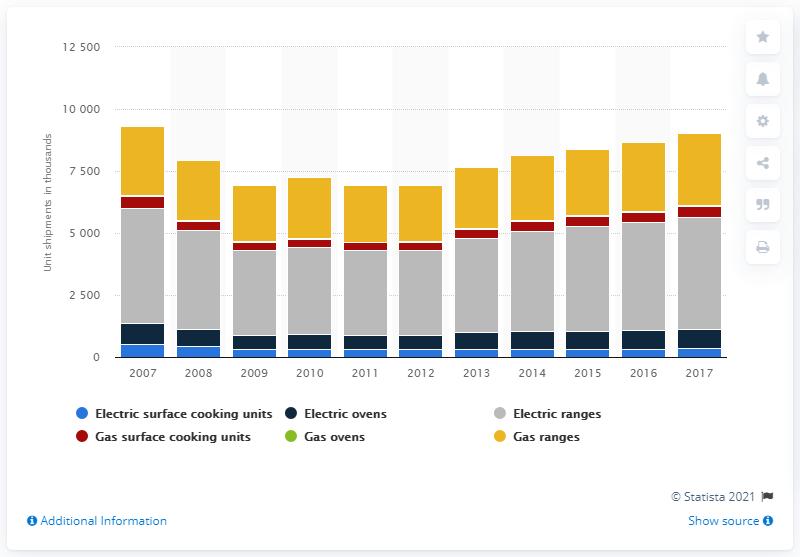 12 500
10 000
7 500
5 000
2 500
0
Unit shipments in thousands
2007 2008 2009 2010 2011 2012 2013 2014 2015 2016 2017
Electric surface cooking units Electric ovens Electric ranges
Gas surface cooking units Gas ovens Gas ranges
© Statista 2021
Additional Information Show source